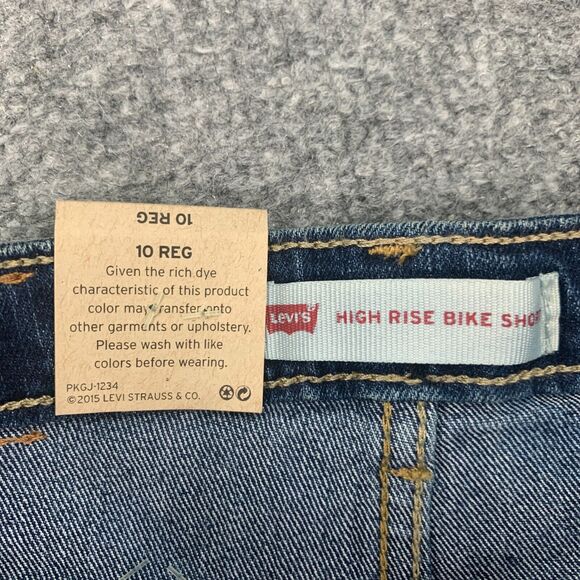 10 REG
10 REG
Given the rich dye
characteristic of this product
color may transfer onto
other garments or upholstery.
Please wash with like
colors before wearing.
PKGJ-1234
©2015 LEVI STRAUSS & CO.
LEVI'S
HIGH RISE BIKE SHOR